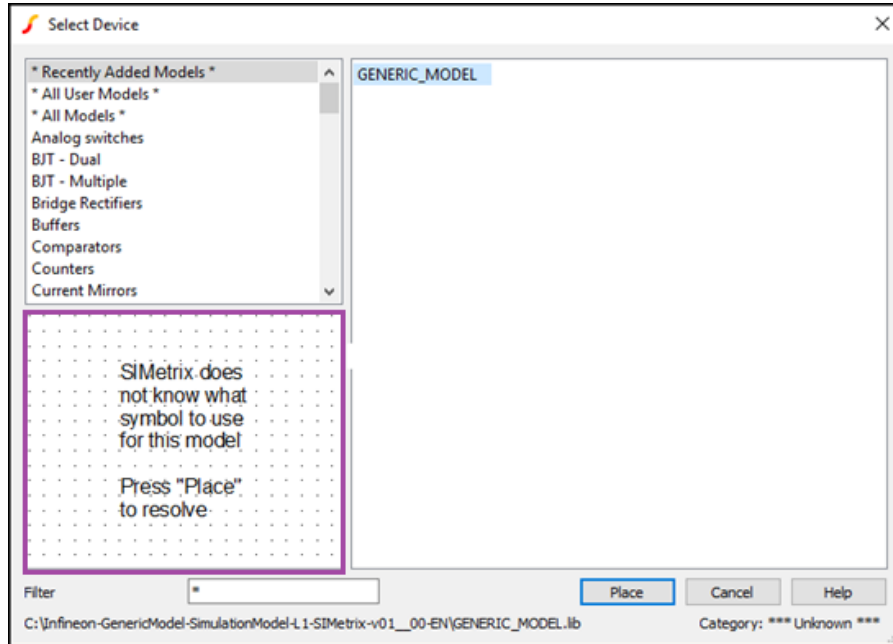 Select Device
* Recently Added Models *
* All User Models *
* All Models *
Analog switches
BJT - Dual
BJT - Multiple
Bridge Rectifiers
Buffers
Comparators
Counters
Current Mirrors
GENERIC_MODEL
SIMetrix does
not know what
symbol to use
for this model
Press "Place"
to resolve
Filter
*
Place
Cancel
Help
C:\Infineon-GenericModel-SimulationModel-L1-SIMetrix-v01__00-EN\GENERIC_MODEL.lib
Category: *** Unknown ***